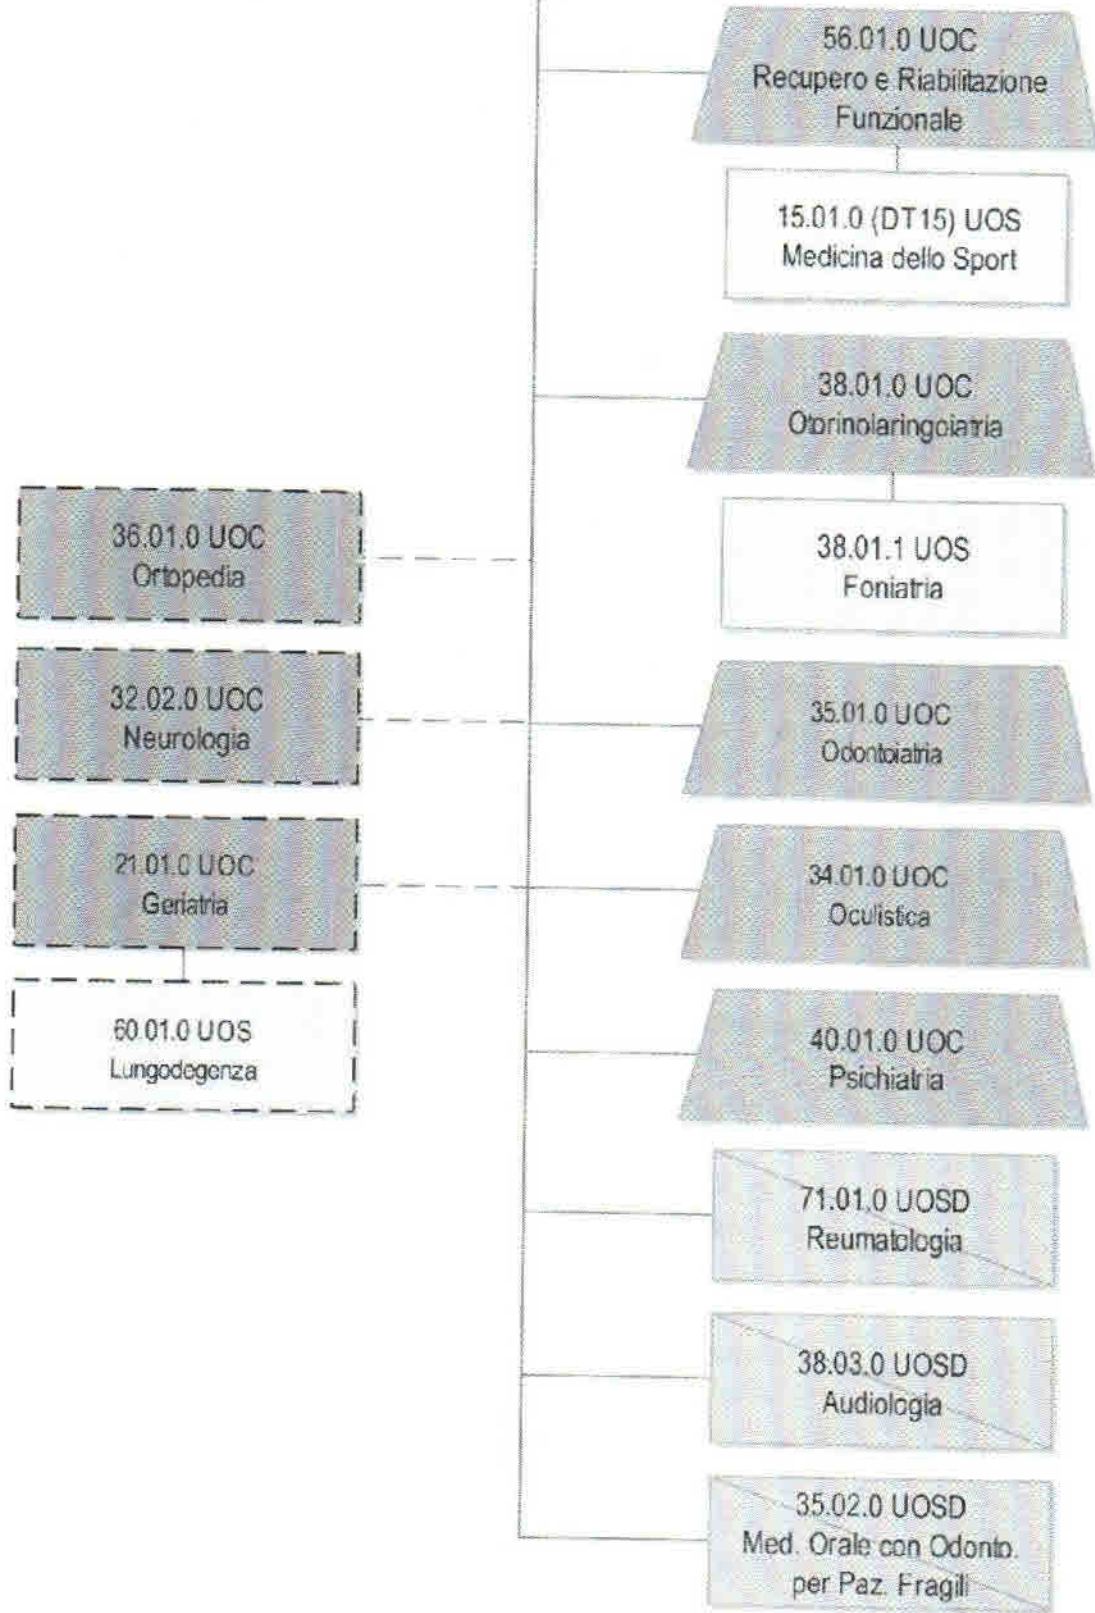 56.01.0 UOC
Recupero e Riabilitazione
Funzionale
15.01.0 (DT15) UOS
Medicina dello Sport
38.01.0 UOC
Otorinolaringoiatria
38.01.1 UOS
Foniatria
36.01.0 UOC
Ortopedia
32.02.0 UOC
Neurologia
21.01.0 UOC
Geriatria
60.01.0 UOS
Lungodegenza
35.01.0 UOC
Odontoiatria
34.01.0 UOC
Oculistica
40.01.0 UOC
Psichiatria
71.01.0 UOSD
Reumatologia
38.03.0 UOSD
Audiologia
35.02.0 UOSD
Med. Orale con Odonto.
per Paz. Fragili